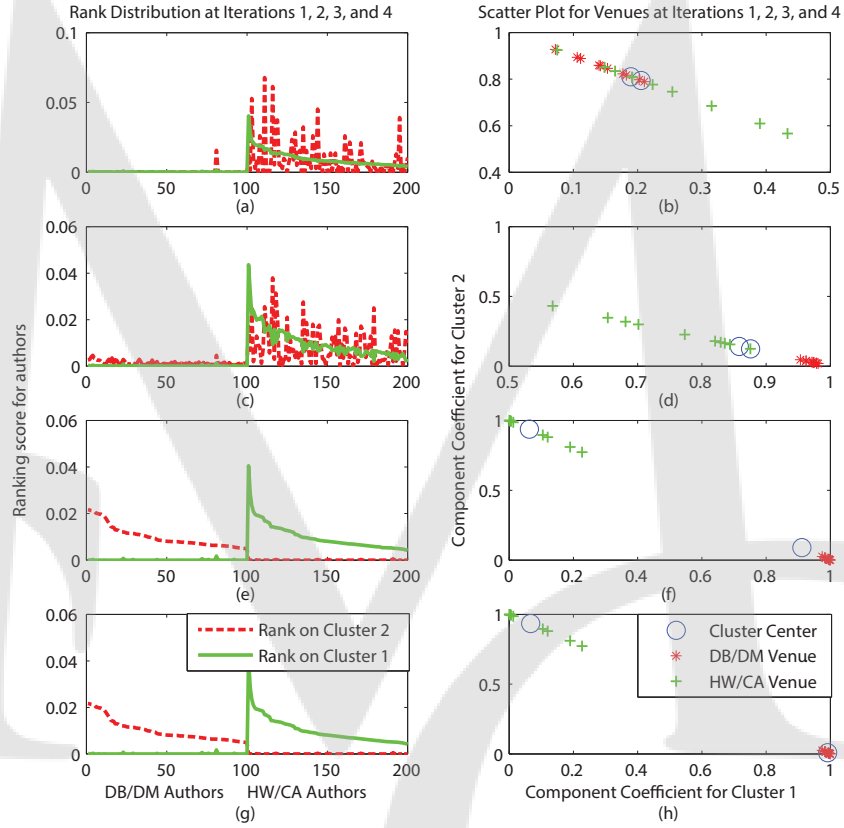 Rank Distribution at Iterations 1, 2, 3, and 4
Scatter Plot for Venues at Iterations 1, 2, 3, and 4
Ranking score for authors
Component Coefficient for Cluster 2
0.1
0.05
0
0 50 100 150 200
(a)
1
0.8
0.6
0.4
0 0.1 0.2 0.3 0.4 0.5
(b)
0.06
0.04
0.02
0
0 50 100 150 200
(c)
1
0.5
0
0.5 0.6 0.7 0.8 0.9 1
(d)
0.06
0.04
0.02
0
0 50 100 150 200
(e)
1
0.5
0
0 0.2 0.4 0.6 0.8 1
(f)
0.06
0.04
0.02
0
Rank on Cluster 2
Rank on Cluster 1
0 50 100 150 200
DB/DM Authors HW/CA Authors
(g)
1
0.5
0
Cluster Center
DB/DM Venue
HW/CA Venue
0 0.2 0.4 0.6 0.8 1
Component Coefficient for Cluster 1
(h)